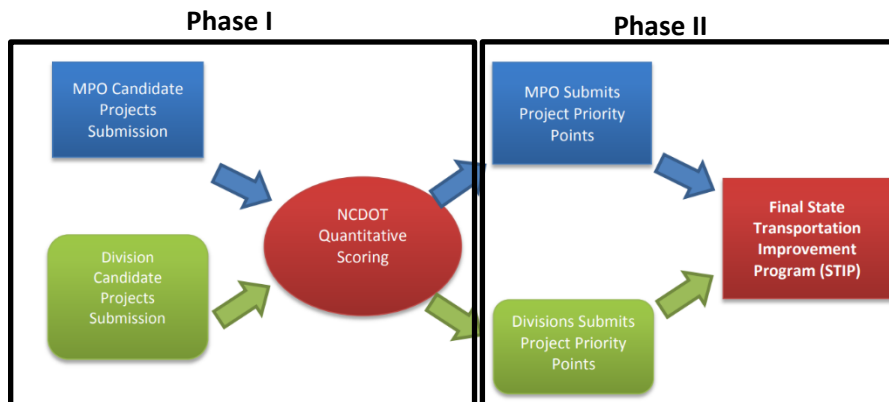 Phase I
Phase II
MPO Candidate
Projects
Submission
Division
Candidate
Projects
Submission
NCDOT
Quantitative
Scoring
MPO Submits
Project Priority
Points
Divisions Submits
Project Priority
Points
Final State
Transportation
Improvement
Program (STIP)